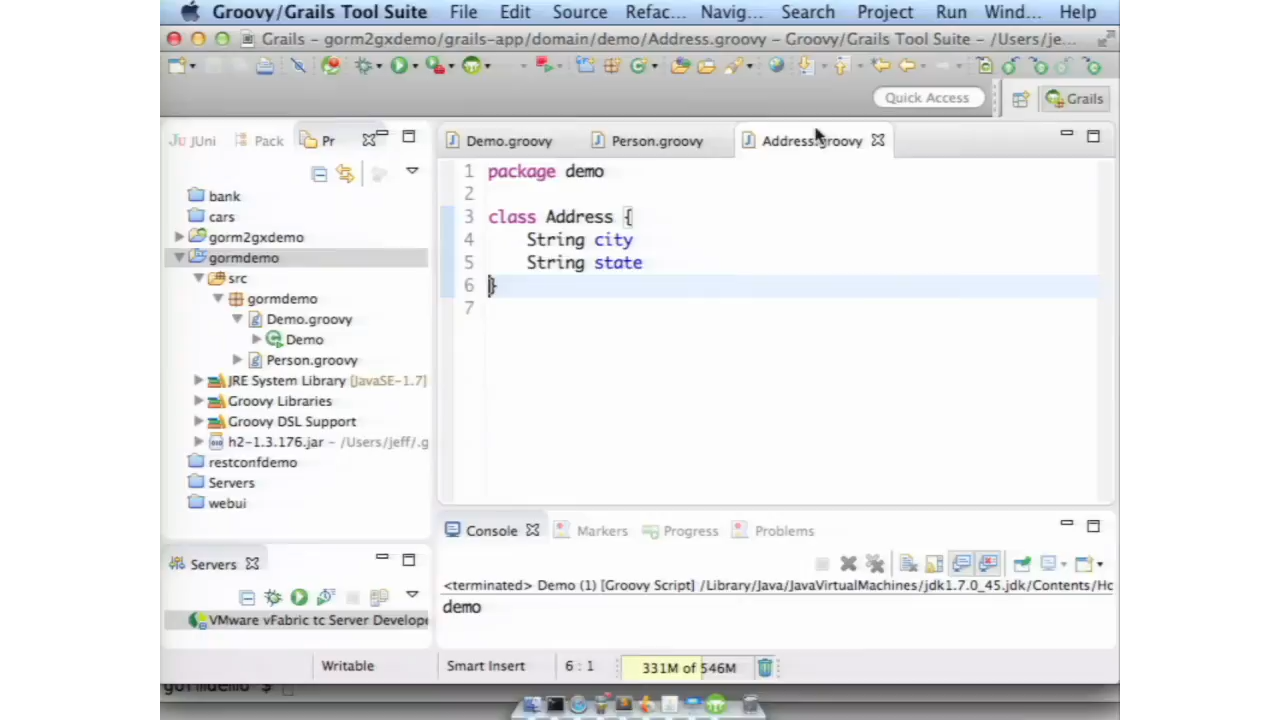 Groovy/Grails Tool Suite File Edit Source Refac... Navig... Search Project Run Wind... Help
Grails – gorm2gxdemo/grails-app/domain/demo/Address.groovy – Groovy/Grails Tool Suite – /Users/je...
Quick Access
Grails
JUni Pack Pr
Demo.groovy Person.groovy Address.groovy
bank
cars
gorm2gxdemo
gormdemo
src
gormdemo
Demo.groovy
Demo
Person.groovy
JRE System Library [JavaSE-1.7]
Groovy Libraries
Groovy DSL Support
h2-1.3.176.jar – /Users/jeff/.g
restconfdemo
Servers
webui
1 package demo
2
3 class Address {
4 String city
5 String state
6 }
7
Servers
VMware vFabric tc Server Develope
Console Markers Progress Problems
<terminated> Demo (1) [Groovy Script] /Library/Java/JavaVirtualMachines/jdk1.7.0_45.jdk/Contents/Hc
demo
Writable Smart Insert 6 : 1 331M of 546M
gormdemo $